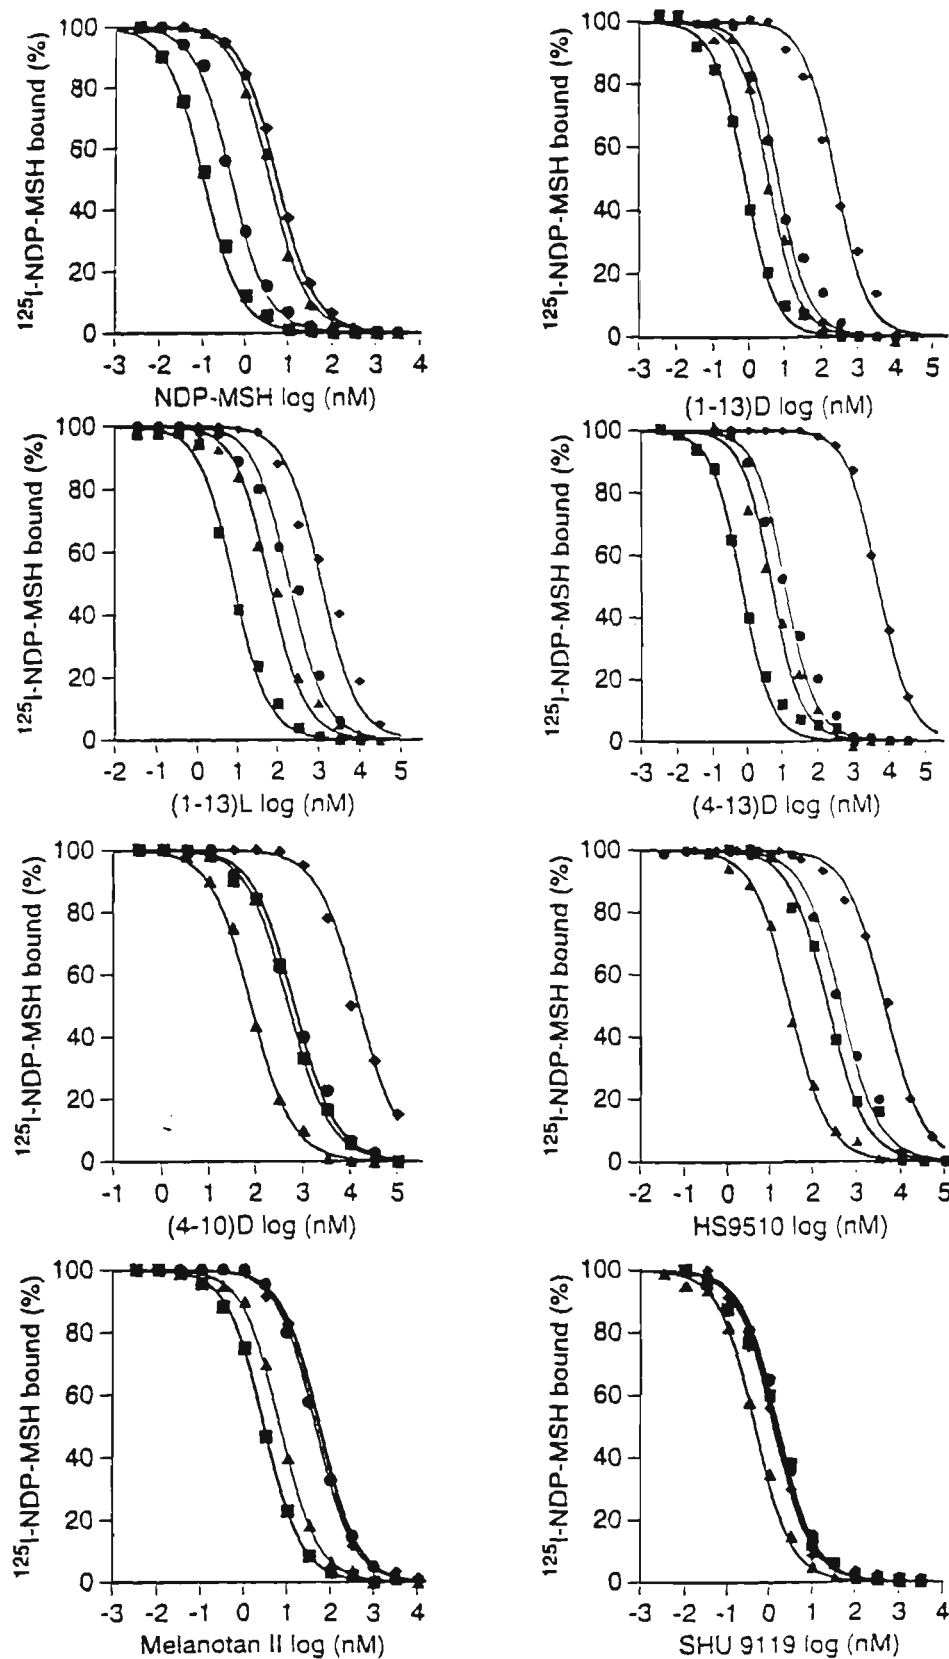 ¹²⁵I-NDP-MSH bound (%)
100
80
60
40
20
0
-3 -2 -1 0 1 2 3 4
NDP-MSH log (nM)
¹²⁵I-NDP-MSH bound (%)
100
80
60
40
20
0
-3 -2 -1 0 1 2 3 4 5
(1-13)D log (nM)
¹²⁵I-NDP-MSH bound (%)
100
80
60
40
20
0
-2 -1 0 1 2 3 4 5
(1-13)L log (nM)
¹²⁵I-NDP-MSH bound (%)
100
80
60
40
20
0
-3 -2 -1 0 1 2 3 4 5
(4-13)D log (nM)
¹²⁵I-NDP-MSH bound (%)
100
80
60
40
20
0
-1 0 1 2 3 4 5
(4-10)D log (nM)
¹²⁵I-NDP-MSH bound (%)
100
80
60
40
20
0
-2 -1 0 1 2 3 4 5
HS9510 log (nM)
¹²⁵I-NDP-MSH bound (%)
100
80
60
40
20
0
-3 -2 -1 0 1 2 3 4
Melanotan II log (nM)
¹²⁵I-NDP-MSH bound (%)
100
80
60
40
20
0
-3 -2 -1 0 1 2 3 4
SHU 9119 log (nM)